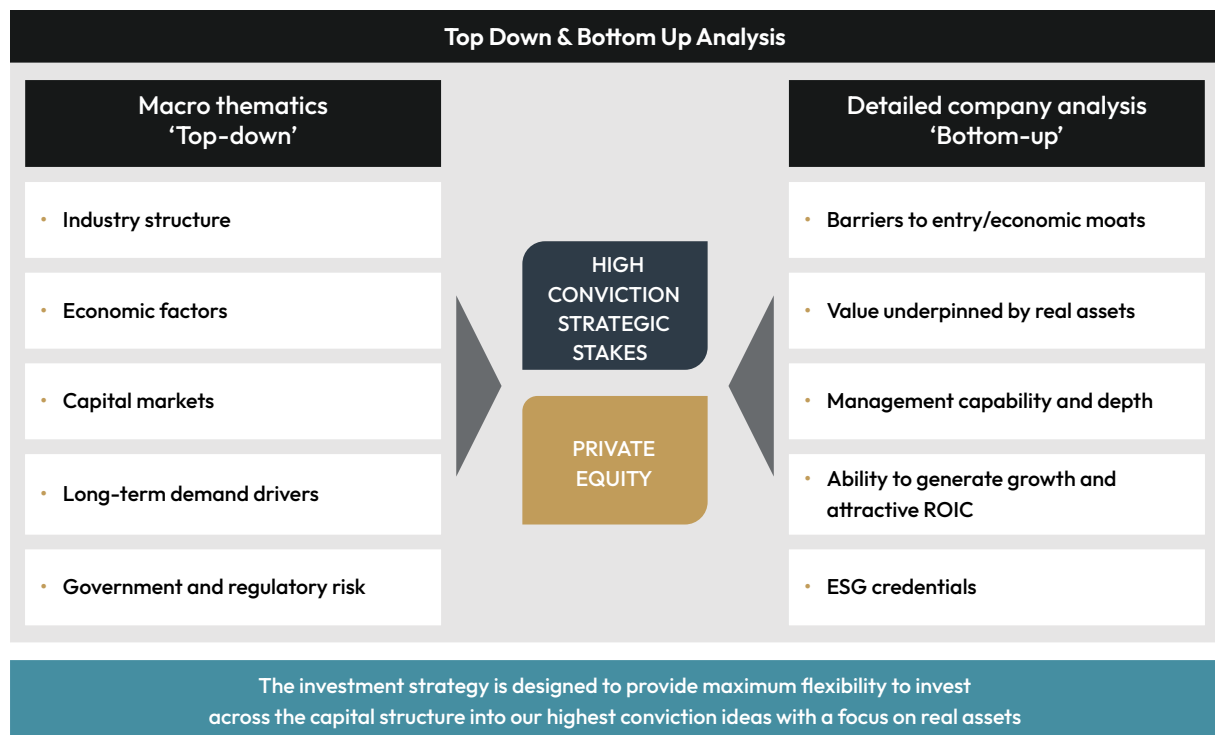 Top Down & Bottom Up Analysis
Macro thematics
‘Top-down’
• Industry structure
• Economic factors
• Capital markets
• Long-term demand drivers
• Government and regulatory risk
HIGH
CONVICTION
STRATEGIC
STAKES
PRIVATE
EQUITY
Detailed company analysis
‘Bottom-up’
• Barriers to entry/economic moats
• Value underpinned by real assets
• Management capability and depth
• Ability to generate growth and
attractive ROIC
• ESG credentials
The investment strategy is designed to provide maximum flexibility to invest
across the capital structure into our highest conviction ideas with a focus on real assets